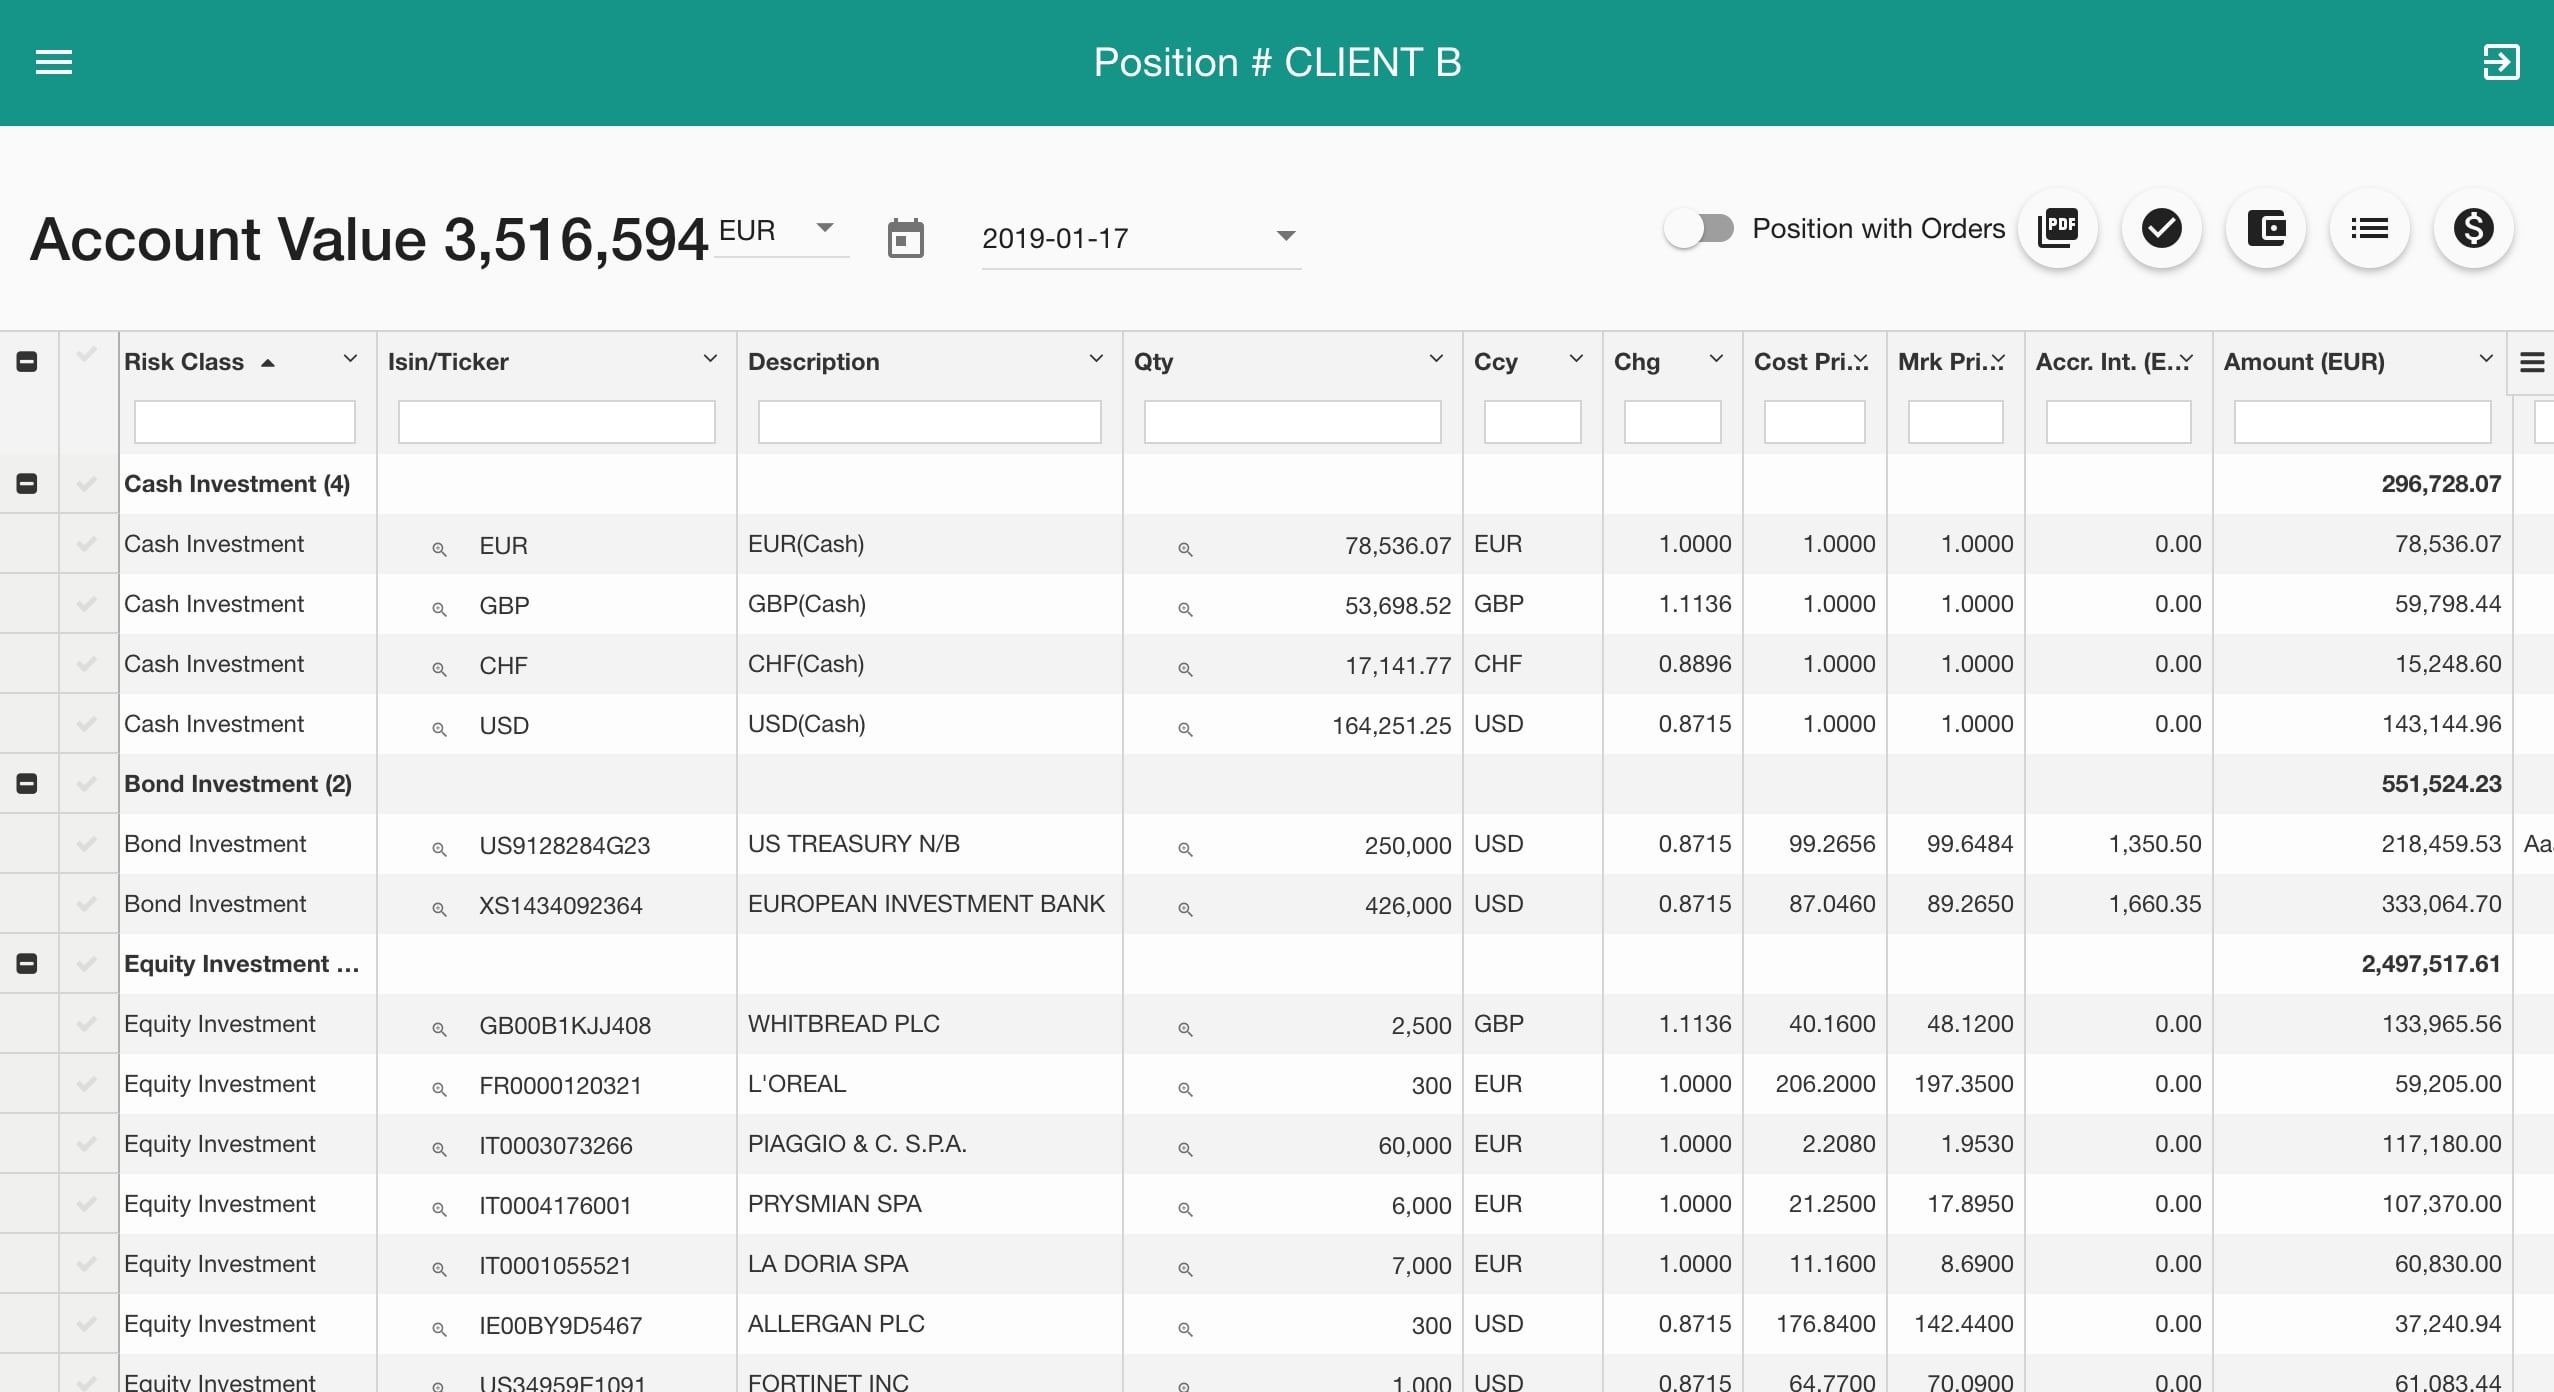 Position # CLIENT B
Account Value 3,516,594 EUR 2019-01-17 Position with Orders PDF
Risk Class Isin/Ticker Description Qty Ccy Chg Cost Pri... Mrk Pri... Accr. Int. (E... Amount (EUR)
Cash Investment (4) 296,728.07
Cash Investment EUR EUR(Cash) 78,536.07 EUR 1.0000 1.0000 1.0000 0.00 78,536.07
Cash Investment GBP GBP(Cash) 53,698.52 GBP 1.1136 1.0000 1.0000 0.00 59,798.44
Cash Investment CHF CHF(Cash) 17,141.77 CHF 0.8896 1.0000 1.0000 0.00 15,248.60
Cash Investment USD USD(Cash) 164,251.25 USD 0.8715 1.0000 1.0000 0.00 143,144.96
Bond Investment (2) 551,524.23
Bond Investment US9128284G23 US TREASURY N/B 250,000 USD 0.8715 99.2656 99.6484 1,350.50 218,459.53
Bond Investment XS1434092364 EUROPEAN INVESTMENT BANK 426,000 USD 0.8715 87.0460 89.2650 1,660.35 333,064.70
Equity Investment ... 2,497,517.61
Equity Investment GB00B1KJJ408 WHITBREAD PLC 2,500 GBP 1.1136 40.1600 48.1200 0.00 133,965.56
Equity Investment FR0000120321 L'OREAL 300 EUR 1.0000 206.2000 197.3500 0.00 59,205.00
Equity Investment IT0003073266 PIAGGIO & C. S.P.A. 60,000 EUR 1.0000 2.2080 1.9530 0.00 117,180.00
Equity Investment IT0004176001 PRYSMIAN SPA 6,000 EUR 1.0000 21.2500 17.8950 0.00 107,370.00
Equity Investment IT0001055521 LA DORIA SPA 7,000 EUR 1.0000 11.1600 8.6900 0.00 60,830.00
Equity Investment IE00BY9D5467 ALLERGAN PLC 300 USD 0.8715 176.8400 142.4400 0.00 37,240.94
Equity Investment US34959E1091 FORTINET INC 1,000 USD 0.8715 64.7700 70.0900 0.00 61,083.44